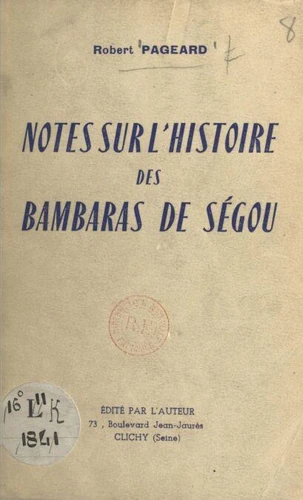 8
Robert PAGEARD
NOTES SUR L'HISTOIRE
DES
BAMBARAS DE SÉGOU
16° L"K
1841
ÉDITÉ PAR L'AUTEUR
73, Boulevard Jean-Jaurès
CLICHY (Seine)